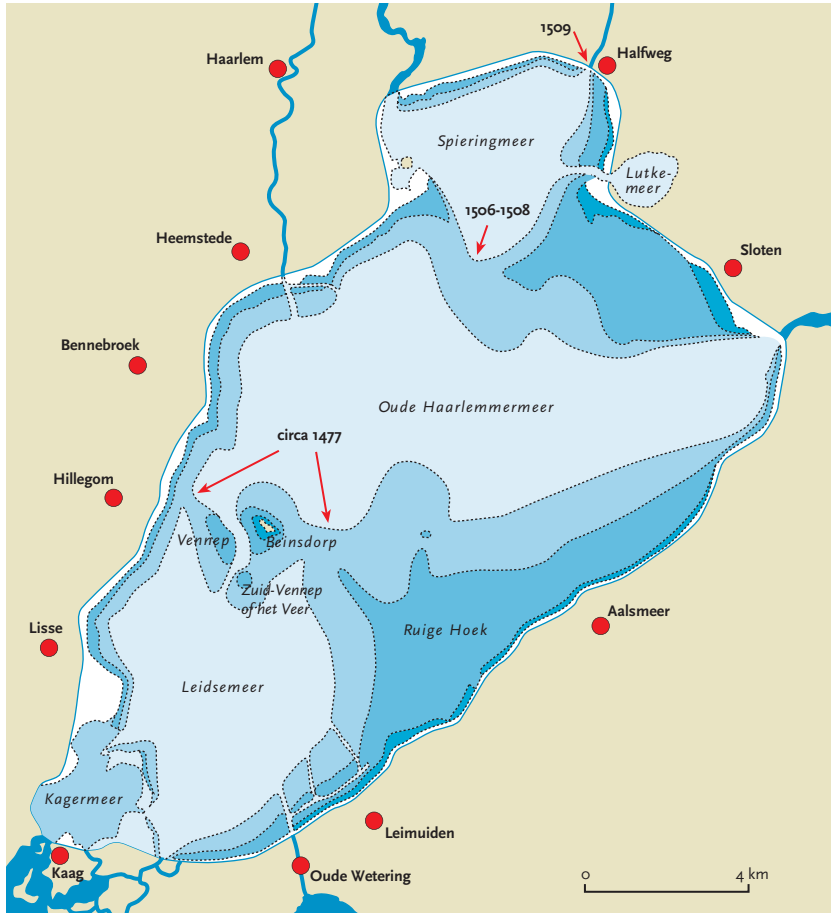 1509
Haarlem
Halfweg
Spieringmeer
Lutke-
meer
1506-1508
Heemstede
Sloten
Bennebroek
Oude Haarlemmermeer
circa 1477
Hillegom
Vennep
Beinsdorp
Zuid-Vennep
of het Veer
Aalsmeer
Lisse
Ruige Hoek
Leidsemeer
Kagermeer
Leimuiden
Kaag
Oude Wetering
0 4 km